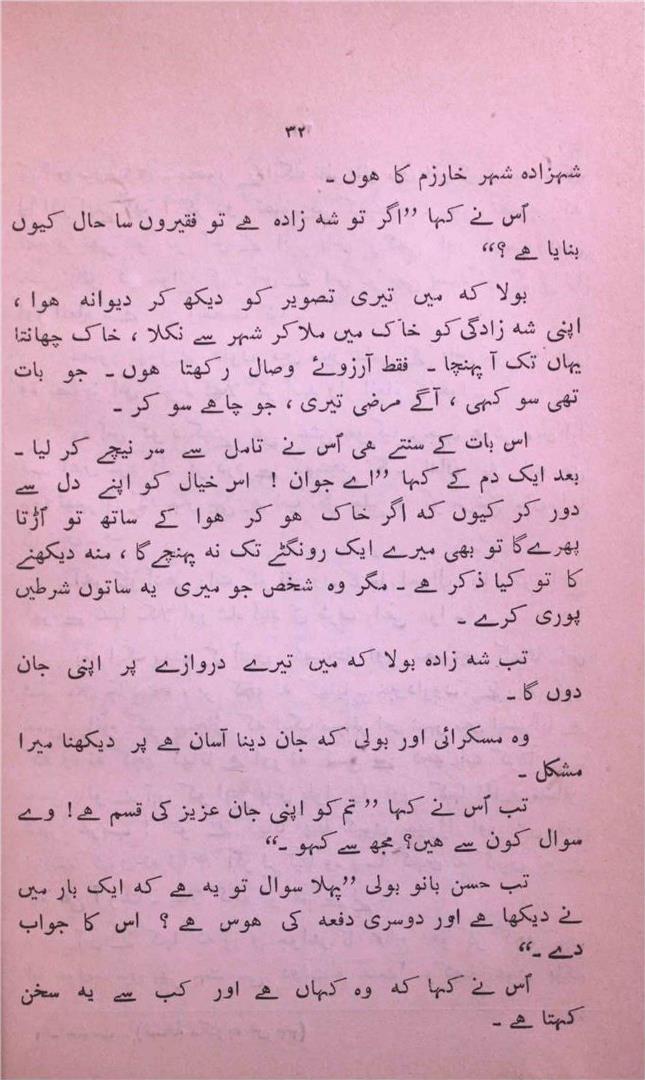 ۳۲
شہزادہ شہر خارزم کا ہوں ۔
اُس نے کہا ”اگر تو شہ زادہ ہے تو فقیروں سا حال کیوں
بنایا ہے ؟“
بولا کہ میں تیری تصویر کو دیکھ کر دیوانہ ہوا ،
اپنی شہ زادگی کو خاک میں ملا کر شہر سے نکلا ، خاک چھانتا
یہاں تک آ پہنچا ۔ فقط آرزوئے وصال رکھتا ہوں ۔ جو بات
تھی سو کہی ، آگے مرضی تیری ، جو چاہے سو کر ۔
اس بات کے سنتے ہی اُس نے تامل سے سر نیچے کر لیا ۔
بعد ایک دم کے کہا ”اے جوان ! اس خیال کو اپنے دل سے
دور کر کیوں کہ اگر خاک ہو کر ہوا کے ساتھ تو اُڑتا
پھرے گا تو بھی میرے ایک رونگٹے تک نہ پہنچے گا ، منہ دیکھنے
کا تو کیا ذکر ہے ۔ مگر وہ شخص جو میری یہ ساتوں شرطیں
پوری کرے ۔
تب شہ زادہ بولا کہ میں تیرے دروازے پر اپنی جان
دوں گا ۔
وہ مسکرائی اور بولی کہ جان دینا آسان ہے پر دیکھنا میرا
مشکل ۔
تب اُس نے کہا ” تم کو اپنی جان عزیز کی قسم ہے ! وے
سوال کون سے ہیں؟ مجھ سے کہو ۔“
تب حسن بانو بولی ”پہلا سوال تو یہ ہے کہ ایک بار میں
نے دیکھا ہے اور دوسری دفعہ کی ہوس ہے ؟ اس کا جواب
دے ۔“
اُس نے کہا کہ وہ کہاں ہے اور کب سے یہ سخن
کہتا ہے ۔